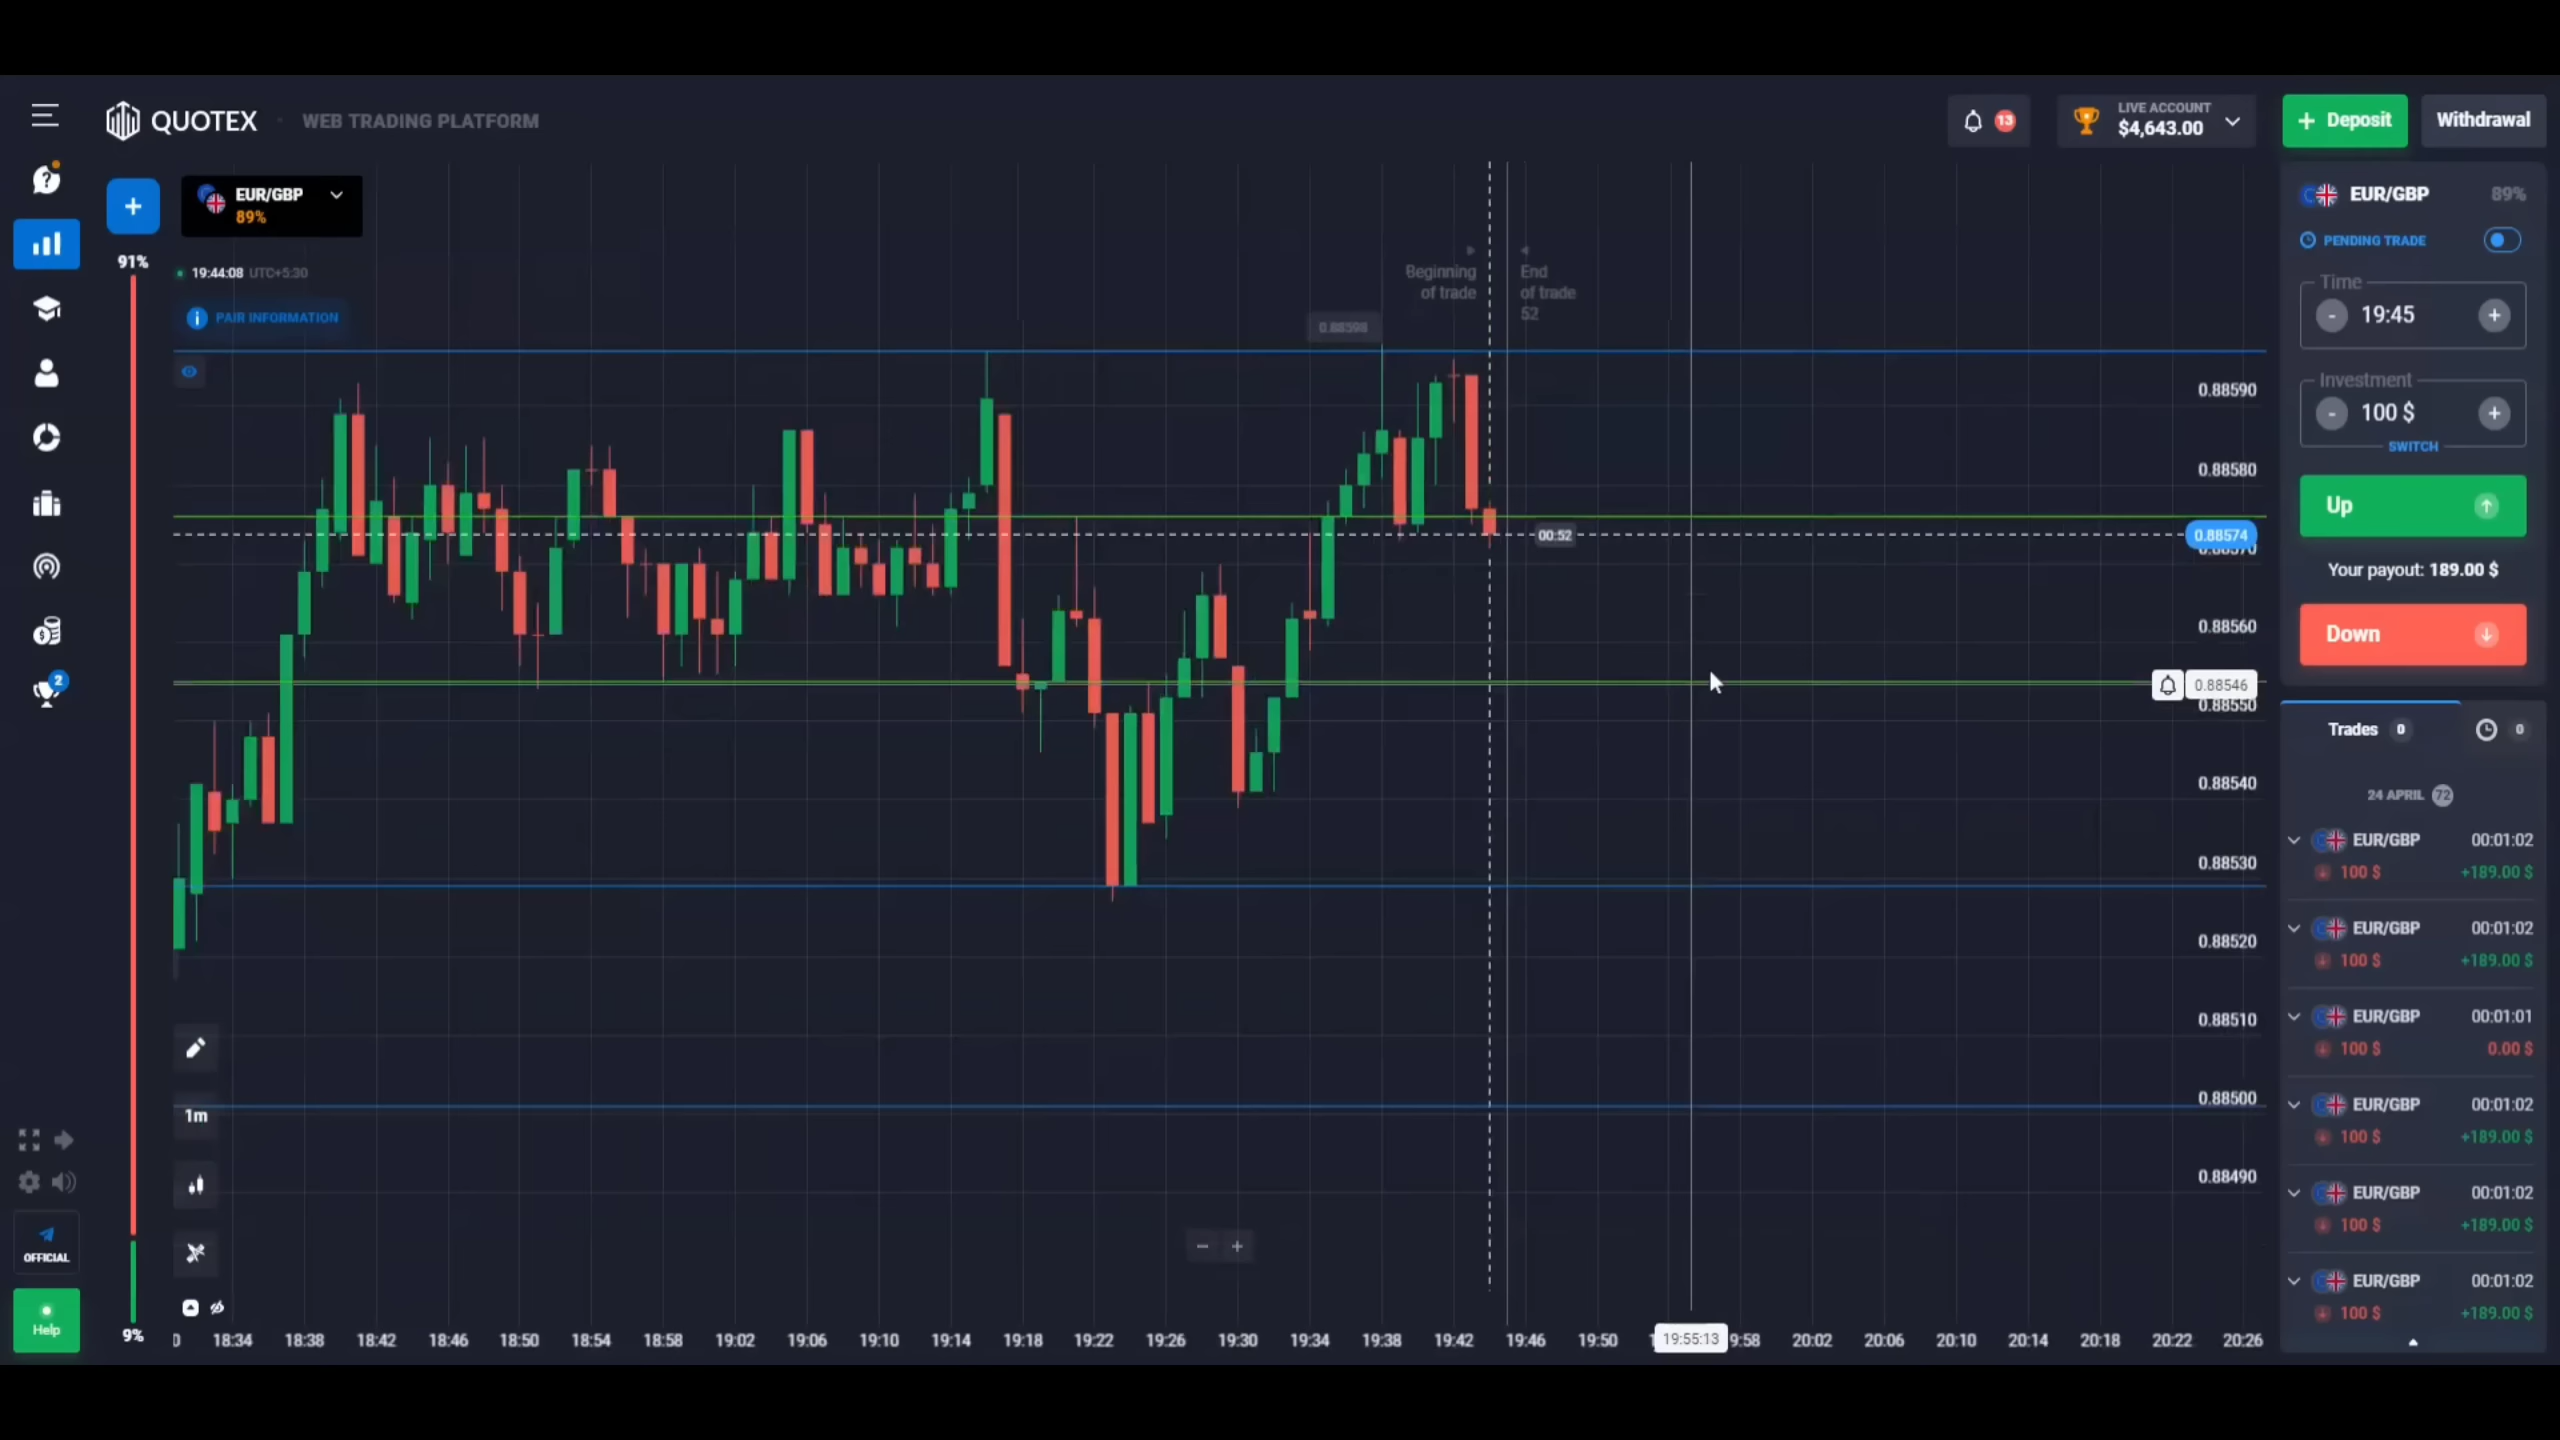 QUOTEX
WEB TRADING PLATFORM
13
LIVE ACCOUNT
$4,643.00
+ Deposit
Withdrawal
+
EUR/GBP
89%
91%
19:44:08 UTC+5:30
PAIR INFORMATION
Beginning
of trade
End
of trade
52
0.88598
0.88590
0.88580
00:52
0.88574
0.88570
0.88560
0.88546
0.88550
0.88540
0.88530
0.88520
0.88510
0.88500
0.88490
1m
- +
2
OFFICIAL
Help
9%
0 18:34 18:38 18:42 18:46 18:50 18:54 18:58 19:02 19:06 19:10 19:14 19:18 19:22 19:26 19:30 19:34 19:38 19:42 19:46 19:50 19:55:13 9:58 20:02 20:06 20:10 20:14 20:18 20:22 20:26
EUR/GBP 89%
PENDING TRADE
Time
- 19:45 +
Investment
- 100 $ +
SWITCH
Up
Your payout: 189.00 $
Down
Trades 0 0
24 APRIL 72
EUR/GBP 00:01:02
100 $ +189.00 $
EUR/GBP 00:01:02
100 $ +189.00 $
EUR/GBP 00:01:01
100 $ 0.00 $
EUR/GBP 00:01:02
100 $ +189.00 $
EUR/GBP 00:01:02
100 $ +189.00 $
EUR/GBP 00:01:02
100 $ +189.00 $